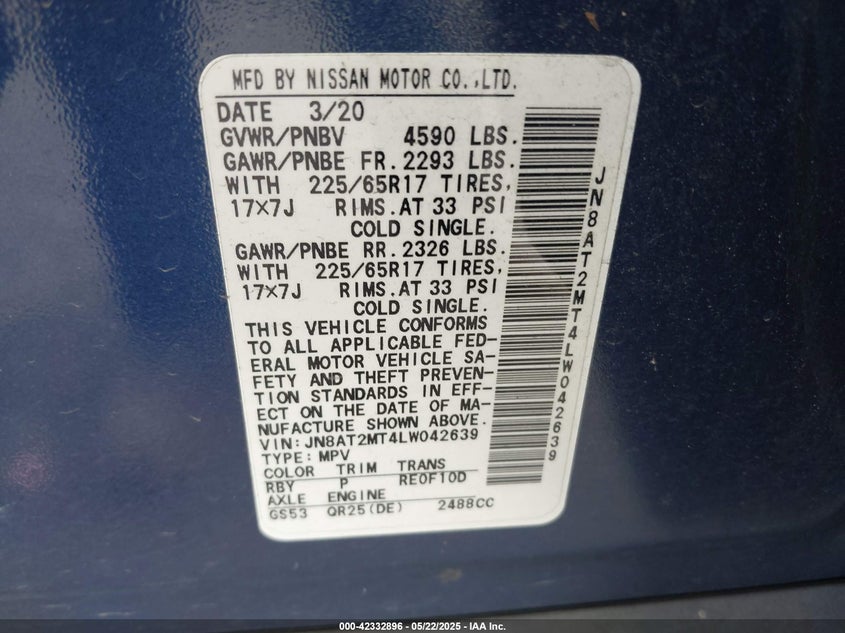 MFD BY NISSAN MOTOR CO.,LTD.
DATE 3/20
GVWR/PNBV 4590 LBS.
GAWR/PNBE FR.2293 LBS.
WITH 225/65R17 TIRES,
17×7J RIMS.AT 33 PSI
COLD SINGLE.
GAWR/PNBE RR.2326 LBS.
WITH 225/65R17 TIRES,
17×7J RIMS.AT 33 PSI
COLD SINGLE.
THIS VEHICLE CONFORMS
TO ALL APPLICABLE FED-
ERAL MOTOR VEHICLE SA-
FETY AND THEFT PREVEN-
TION STANDARDS IN EFF-
ECT ON THE DATE OF MA-
NUFACTURE SHOWN ABOVE.
VIN:JN8AT2MT4LW042639
TYPE:MPV
COLOR TRIM TRANS
RBY P RE0F10D
AXLE ENGINE
GS53 QR25(DE) 2488CC
JN8AT2MT4LW042639
000-42332896 - 05/22/2025 - IAA Inc.